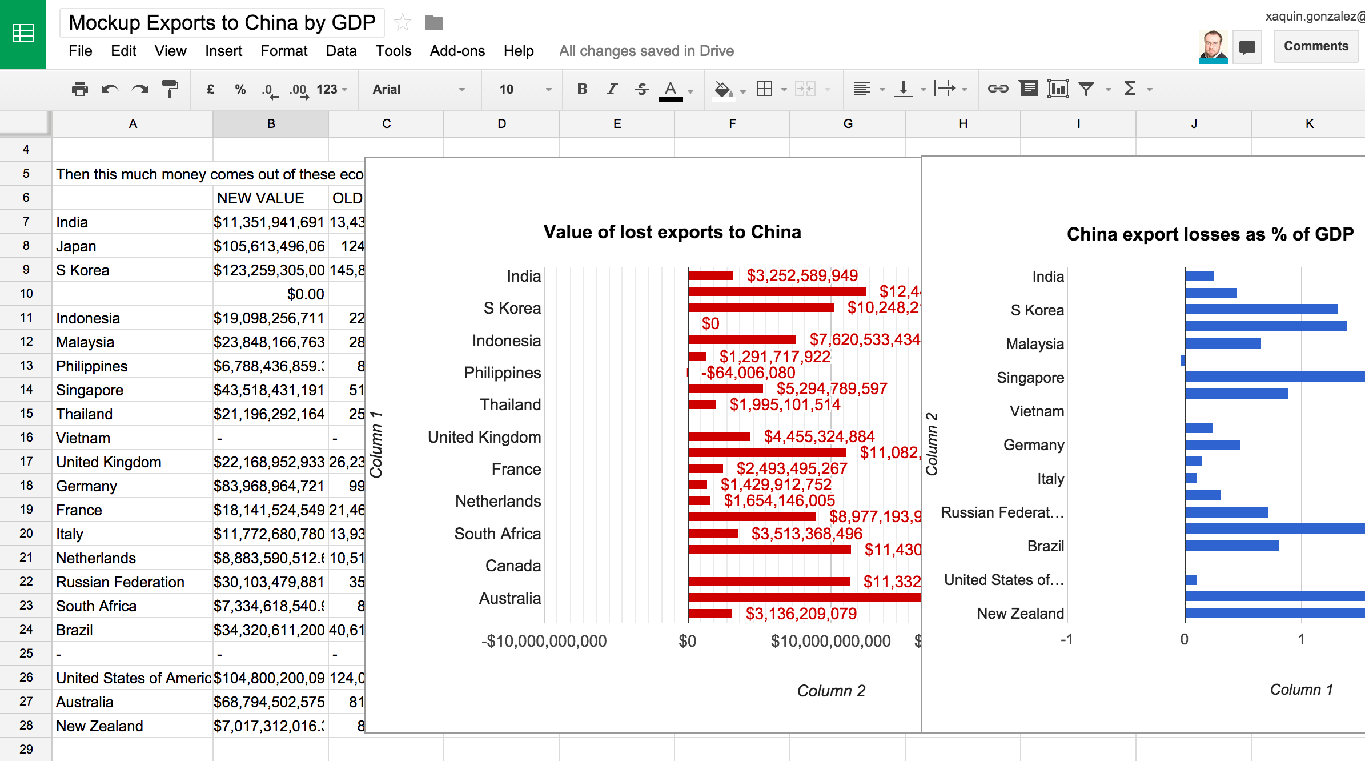 Mockup Exports to China by GDP
xaquin.gonzalez@
File Edit View Insert Format Data Tools Add-ons Help All changes saved in Drive
Comments
£ % .0 .00 123 Arial 10 B I S A Σ
A B C D E F G H I J K
4
5 Then this much money comes out of these eco
6 NEW VALUE OLD
7 India $11,351,941,691 13,43
8 Japan $105,613,496,06 124
9 S Korea $123,259,305,00 145,8
10 $0.00
11 Indonesia $19,098,256,711 22
12 Malaysia $23,848,166,763 28
13 Philippines $6,788,436,859. 8
14 Singapore $43,518,431,191 51
15 Thailand $21,196,292,164 25
16 Vietnam - -
17 United Kingdom $22,168,952,933 26,23
18 Germany $83,968,964,721 99
19 France $18,141,524,549 21,46
20 Italy $11,772,680,780 13,93
21 Netherlands $8,883,590,512. 10,51
22 Russian Federation $30,103,479,881 35
23 South Africa $7,334,618,540. 8
24 Brazil $34,320,611,200 40,61
25 - - -
26 United States of Americ $104,800,200,09 124,0
27 Australia $68,794,502,575 81
28 New Zealand $7,017,312,016. 8
29
Value of lost exports to China
Column 1
India $3,252,589,949
$12,4
S Korea $10,248,2
$0
Indonesia $7,620,533,434
$1,291,717,922
Philippines -$64,006,080
$5,294,789,597
Thailand $1,995,101,514
United Kingdom $4,455,324,884
$11,082,
France $2,493,495,267
$1,429,912,752
Netherlands $1,654,146,005
$8,977,193,9
South Africa $3,513,368,496
$11,430
Canada
$11,332
Australia
$3,136,209,079
-$10,000,000,000 $0 $10,000,000,000 $
Column 2
China export losses as % of GDP
Column 2
India
S Korea
Malaysia
Singapore
Vietnam
Germany
Italy
Russian Federat...
Brazil
United States of...
New Zealand
-1 0 1
Column 1